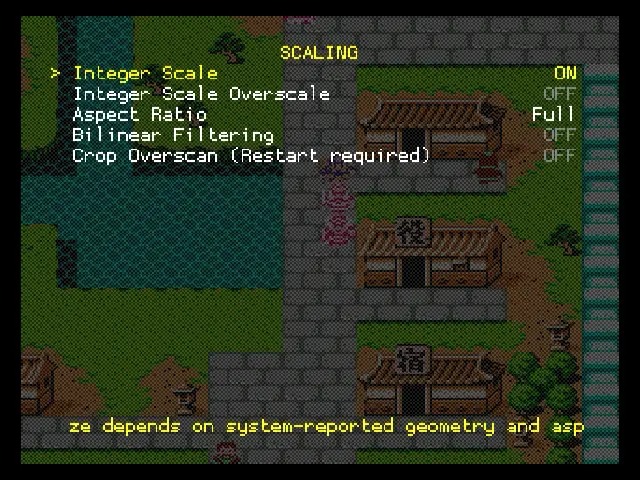 SCALING
> Integer Scale ON
Integer Scale Overscale OFF
Aspect Ratio Full
Bilinear Filtering OFF
Crop Overscan (Restart required) OFF
役
宿
ze depends on system-reported geometry and asp